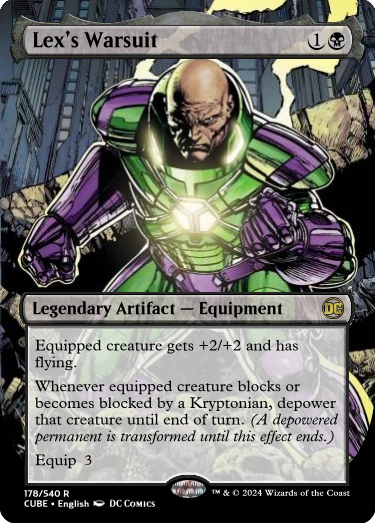 Lex's Warsuit 1
Legendary Artifact — Equipment DC
Equipped creature gets +2/+2 and has
flying.
Whenever equipped creature blocks or
becomes blocked by a Kryptonian, depower
that creature until end of turn. (A depowered
permanent is transformed until this effect ends.)
Equip 3
178/540 R
CUBE • English DC Comics
™ & © 2024 Wizards of the Coast